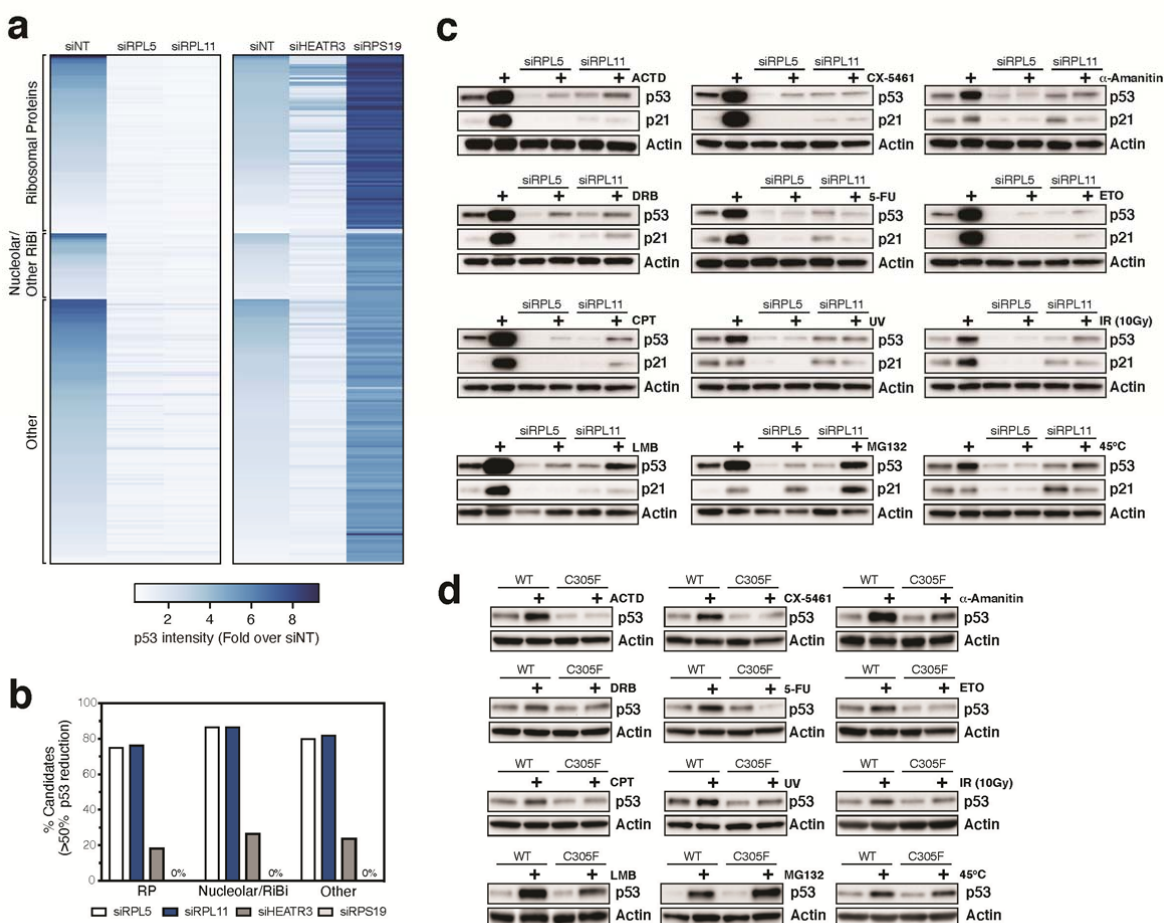 a
siNT siRPL5 siRPL11 siNT siHEATR3 siRPS19
Ribosomal Proteins
Nucleolar/
Other RiBi
Other
2 4 6 8
p53 intensity (Fold over siNT)
b
% Candidates
(>50% p53 reduction)
100
80
60
40
20
0
0% 0% 0%
RP Nucleolar/RiBi Other
siRPL5 siRPL11 siHEATR3 siRPS19
c
siRPL5 siRPL11 siRPL5 siRPL11 siRPL5 siRPL11
+ + + ACTD + + + CX-5461 + + + α-Amanitin
p53 p53 p53
p21 p21 p21
Actin Actin Actin
siRPL5 siRPL11 siRPL5 siRPL11 siRPL5 siRPL11
+ + + DRB + + + 5-FU + + + ETO
p53 p53 p53
p21 p21 p21
Actin Actin Actin
siRPL5 siRPL11 siRPL5 siRPL11 siRPL5 siRPL11
+ + + CPT + + + UV + + + IR (10Gy)
p53 p53 p53
p21 p21 p21
Actin Actin Actin
siRPL5 siRPL11 siRPL5 siRPL11 siRPL5 siRPL11
+ + + LMB + + + MG132 + + + 45ºC
p53 p53 p53
p21 p21 p21
Actin Actin Actin
d
WT C305F WT C305F WT C305F
+ + ACTD + + CX-5461 + + α-Amanitin
p53 p53 p53
Actin Actin Actin
WT C305F WT C305F WT C305F
+ + DRB + + 5-FU + + ETO
p53 p53 p53
Actin Actin Actin
WT C305F WT C305F WT C305F
+ + CPT + + UV + + IR (10Gy)
p53 p53 p53
Actin Actin Actin
WT C305F WT C305F WT C305F
+ + LMB + + MG132 + + 45ºC
p53 p53 p53
Actin Actin Actin